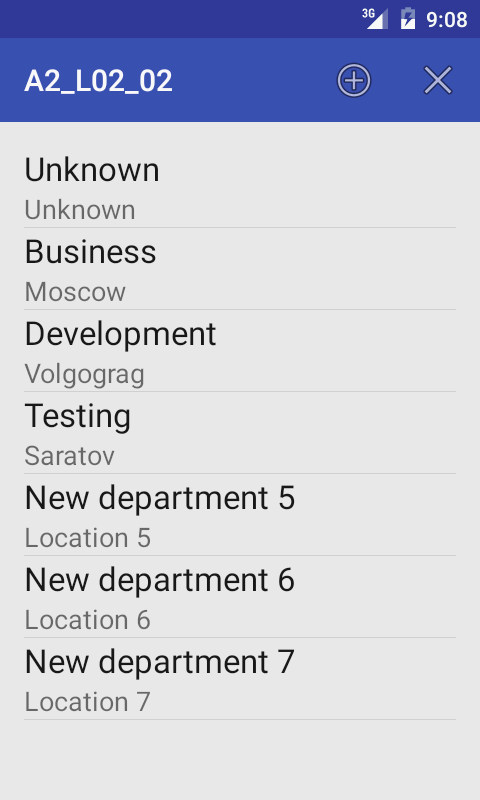 3G 9:08
A2_L02_02
Unknown
Unknown
Business
Moscow
Development
Volgograg
Testing
Saratov
New department 5
Location 5
New department 6
Location 6
New department 7
Location 7